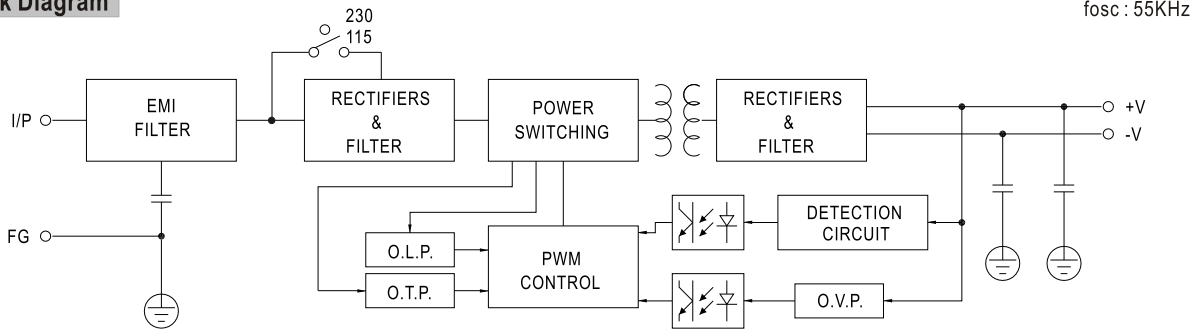 k Diagram
fosc : 55KHz
230
115
I/P
EMI
FILTER
RECTIFIERS
&
FILTER
POWER
SWITCHING
RECTIFIERS
&
FILTER
+V
-V
FG
O.L.P.
O.T.P.
PWM
CONTROL
DETECTION
CIRCUIT
O.V.P.